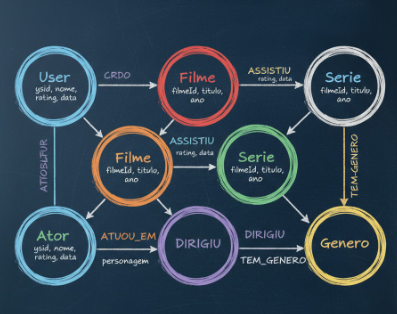 User
ysid, nome,
rating, data
CRDO
Filme
filmeId, titulo,
ano
ASSISTIU
rating, data
Serie
filmeId, titulo,
ano
Filme
filmeId, titulo,
ano
ASSISTIU
rating, data
Serie
filmeId, titulo,
ano
TEM-GENERO
Ator
ysid, nome,
rating, data
ATUOU_EM
personagem
DIRIGIU
DIRIGIU
TEM_GENERO
Genero